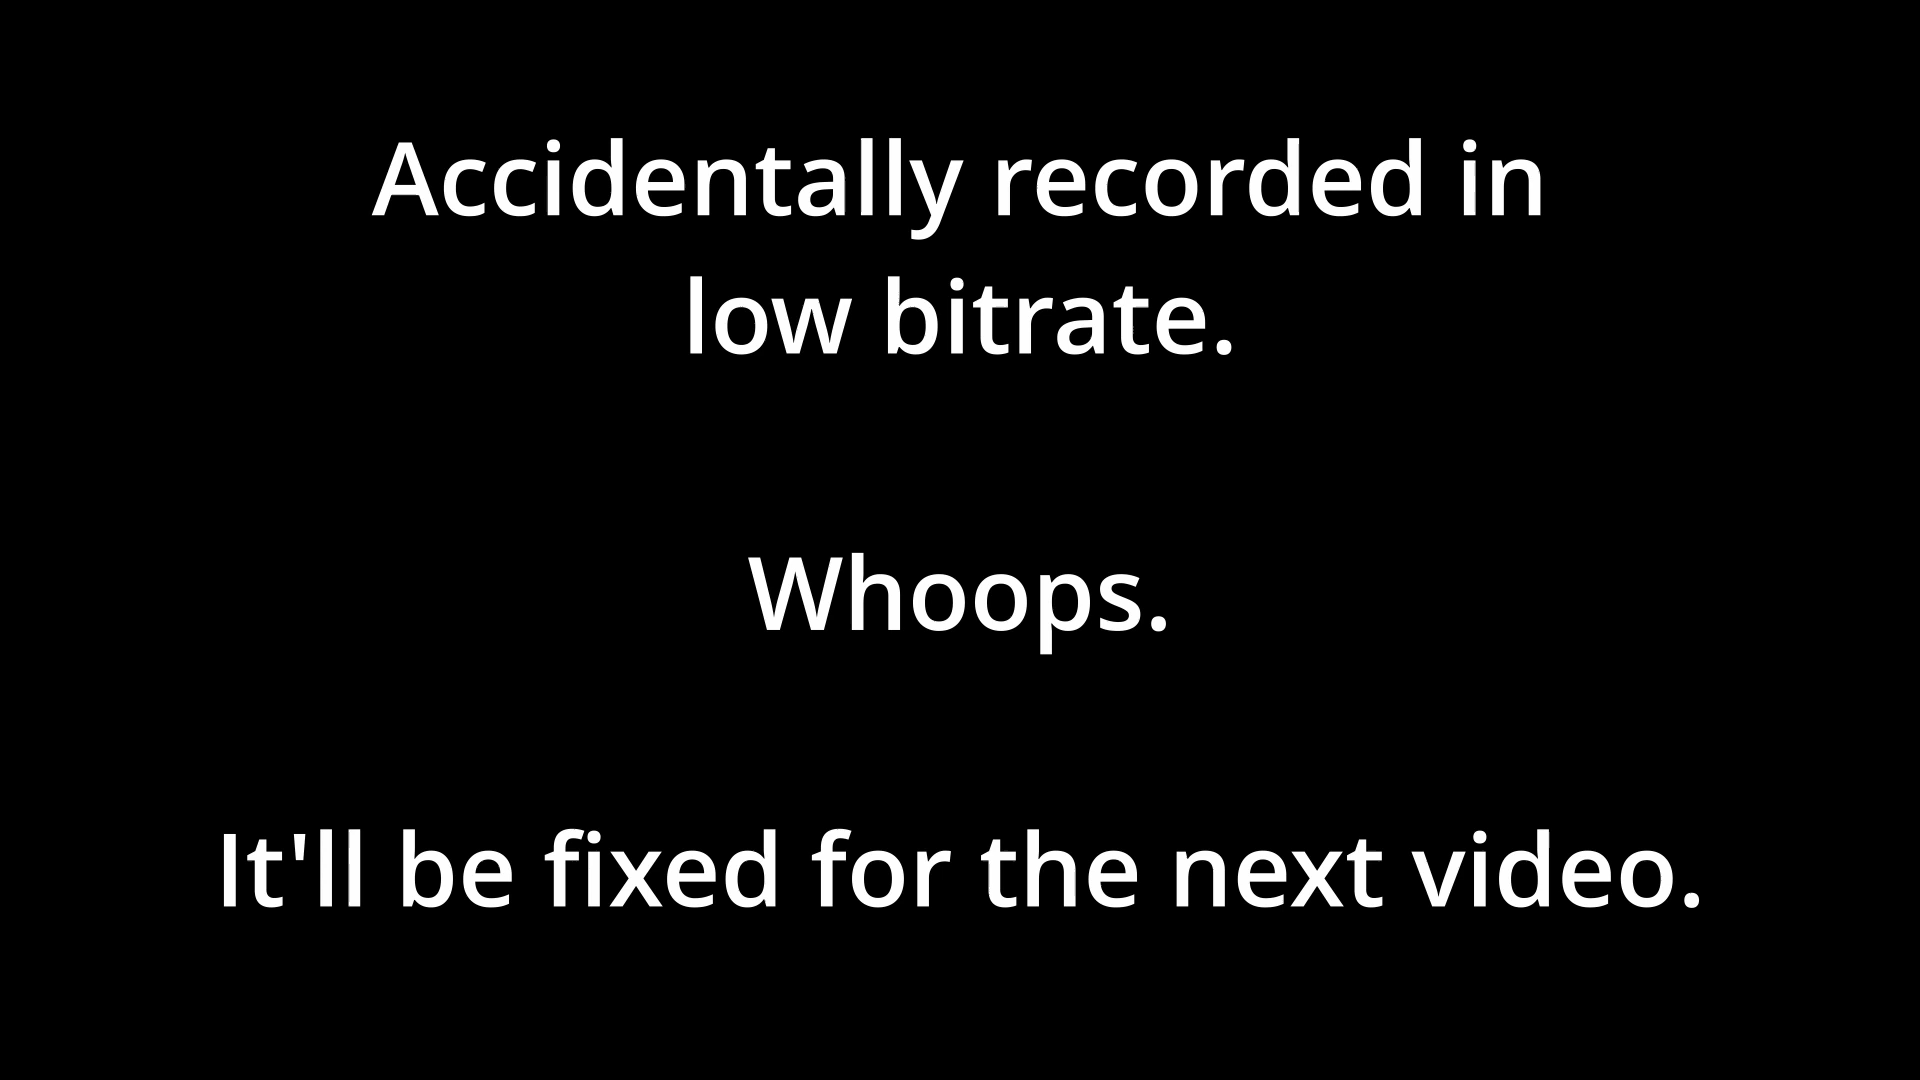 Accidentally recorded in
low bitrate.
Whoops.
It'll be fixed for the next video.